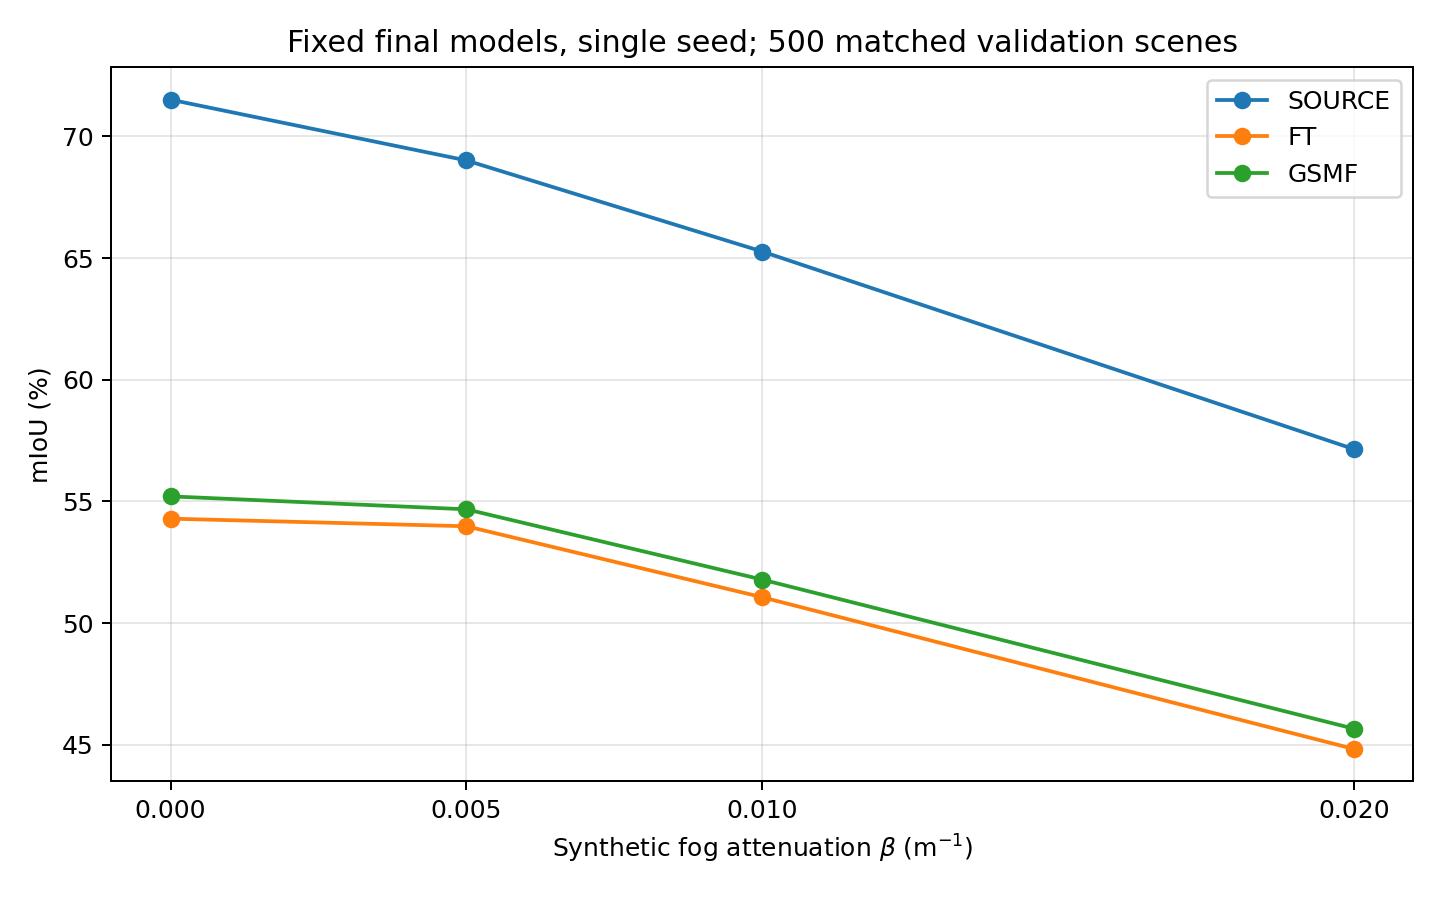 Fixed final models, single seed; 500 matched validation scenes
SOURCE
FT
GSMF
mIoU (%)
70
65
60
55
50
45
0.000 0.005 0.010 0.020
Synthetic fog attenuation β (m⁻¹)